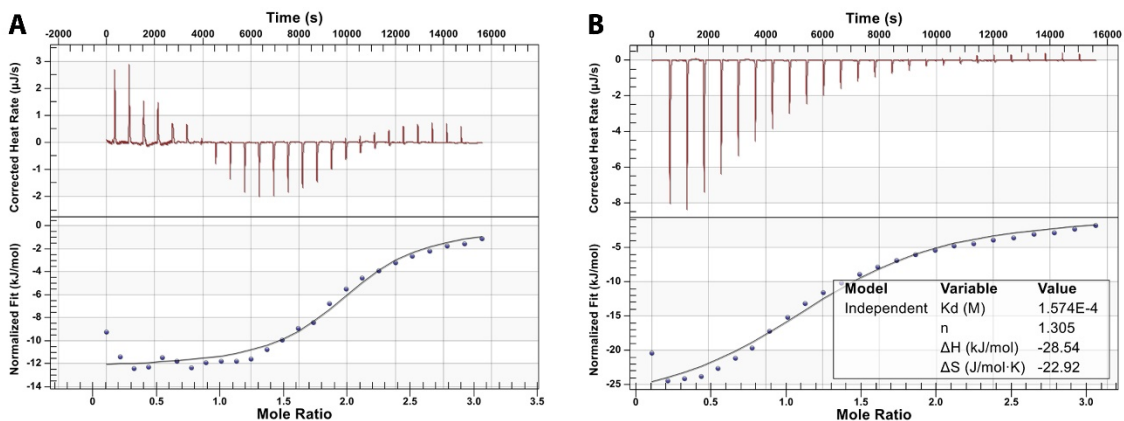 A
Time (s)
-2000 0 2000 4000 6000 8000 10000 12000 14000 16000
Corrected Heat Rate (µJ/s)
3
2
1
0
-1
-2
Normalized Fit (kJ/mol)
0
-2
-4
-6
-8
-10
-12
-14
0 0.5 1.0 1.5 2.0 2.5 3.0 3.5
Mole Ratio
B
Time (s)
0 2000 4000 6000 8000 10000 12000 14000 16000
Corrected Heat Rate (µJ/s)
0
-2
-4
-6
-8
Normalized Fit (kJ/mol)
-5
-10
-15
-20
-25
Model Variable Value
Independent Kd (M) 1.574E-4
n 1.305
ΔH (kJ/mol) -28.54
ΔS (J/mol·K) -22.92
0 0.5 1.0 1.5 2.0 2.5 3.0
Mole Ratio